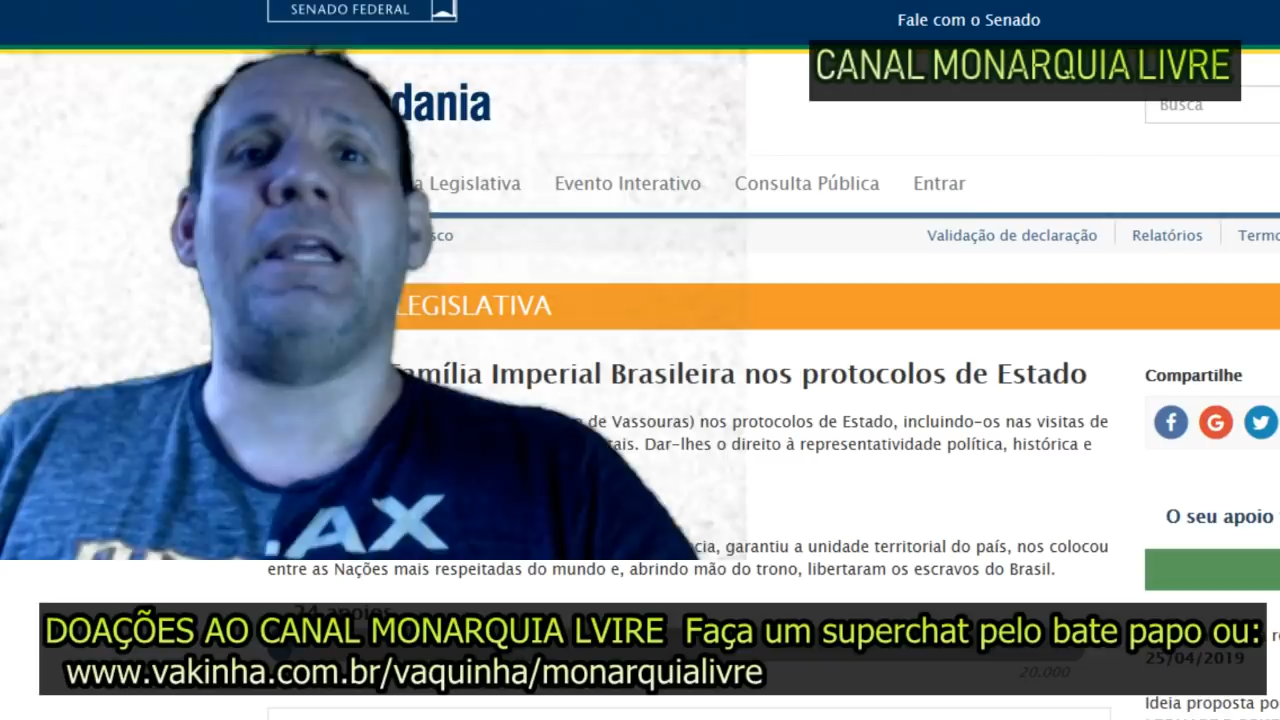 SENADO FEDERAL
Fale com o Senado
CANAL MONARQUIA LIVRE
dania
Busca
a Legislativa Evento Interativo Consulta Pública Entrar
Validação de declaração Relatórios Termo
LEGISLATIVA
Família Imperial Brasileira nos protocolos de Estado
Compartilhe
de Vassouras) nos protocolos de Estado, incluindo-os nas visitas de
tais. Dar-lhes o direito à representatividade política, histórica e
O seu apoio
cia, garantiu a unidade territorial do país, nos colocou
entre as Nações mais respeitadas do mundo e, abrindo mão do trono, libertaram os escravos do Brasil.
24 apoios
DOAÇÕES AO CANAL MONARQUIA LVIRE Faça um superchat pelo bate papo ou:
www.vakinha.com.br/vaquinha/monarquialivre
20.000
25/04/2019
Ideia proposta po